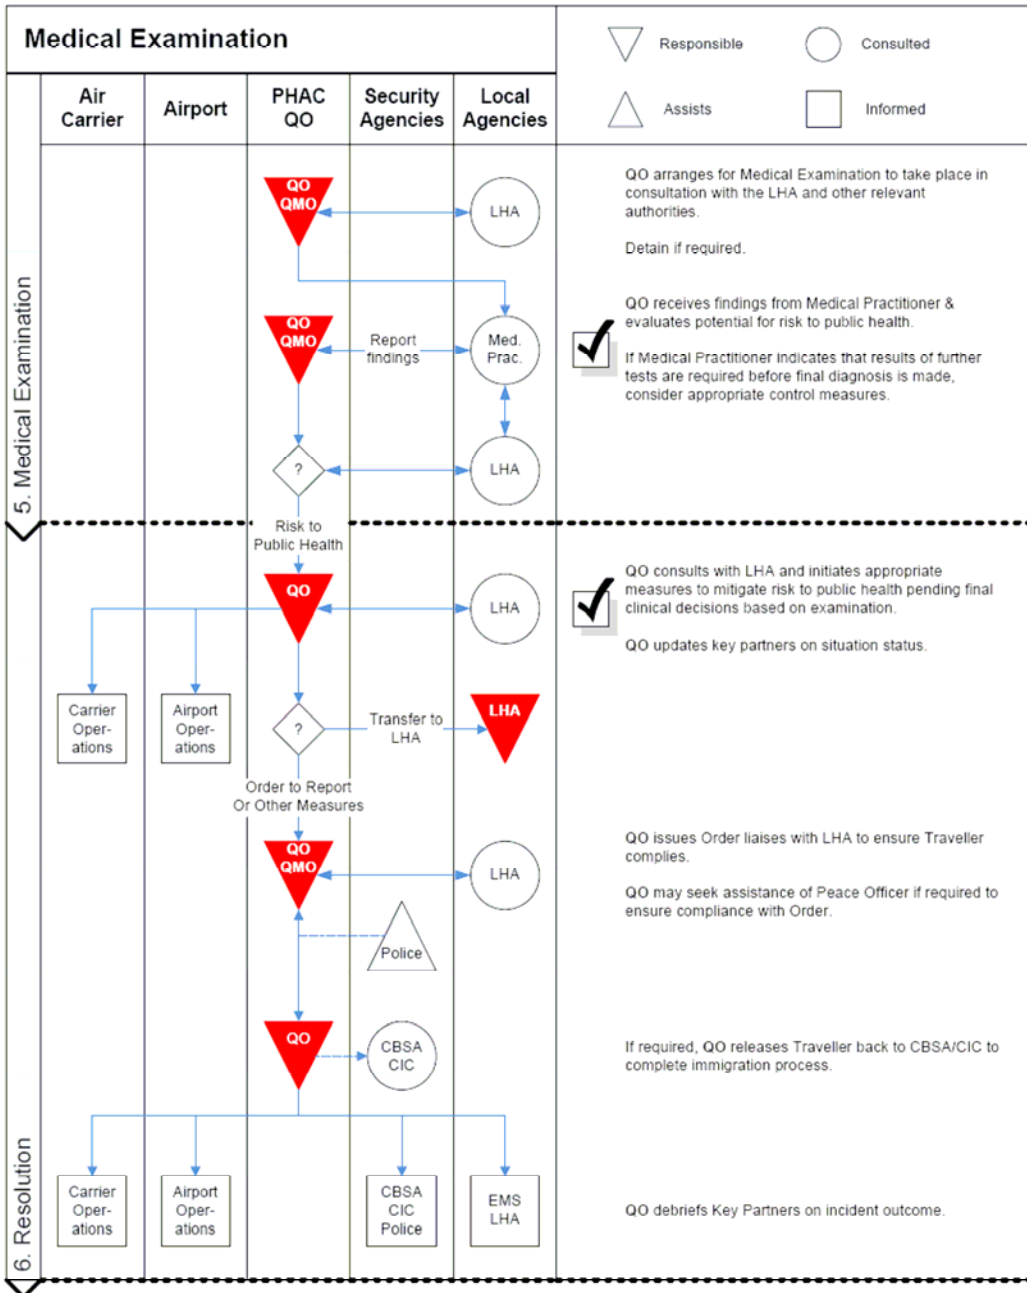 Medical Examination
Responsible
Consulted
Assists
Informed
Air
Carrier
Airport
PHAC
QO
Security
Agencies
Local
Agencies
5. Medical Examination
QO
QMO
LHA
QO arranges for Medical Examination to take place in
consultation with the LHA and other relevant
authorities.
Detain if required.
QO
QMO
Report
findings
Med.
Prac.
QO receives findings from Medical Practitioner &
evaluates potential for risk to public health.
If Medical Practitioner indicates that results of further
tests are required before final diagnosis is made,
consider appropriate control measures.
?
LHA
Risk to
Public Health
6. Resolution
QO
LHA
QO consults with LHA and initiates appropriate
measures to mitigate risk to public health pending final
clinical decisions based on examination.
QO updates key partners on situation status.
Carrier
Oper-
ations
Airport
Oper-
ations
?
Transfer to
LHA
LHA
Order to Report
Or Other Measures
QO
QMO
LHA
QO issues Order liaises with LHA to ensure Traveller
complies.
QO may seek assistance of Peace Officer if required to
ensure compliance with Order.
Police
QO
CBSA
CIC
If required, QO releases Traveller back to CBSA/CIC to
complete immigration process.
Carrier
Oper-
ations
Airport
Oper-
ations
CBSA
CIC
Police
EMS
LHA
QO debriefs Key Partners on incident outcome.